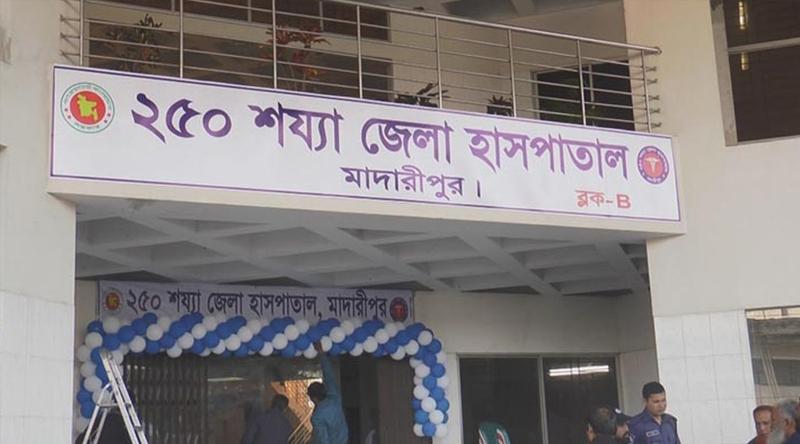 ২৫০ শয্যা জেলা হাসপাতাল
মাদারীপুর।
ব্লক-B
২৫০ শয্যা জেলা হাসপাতাল, মাদারীপুর